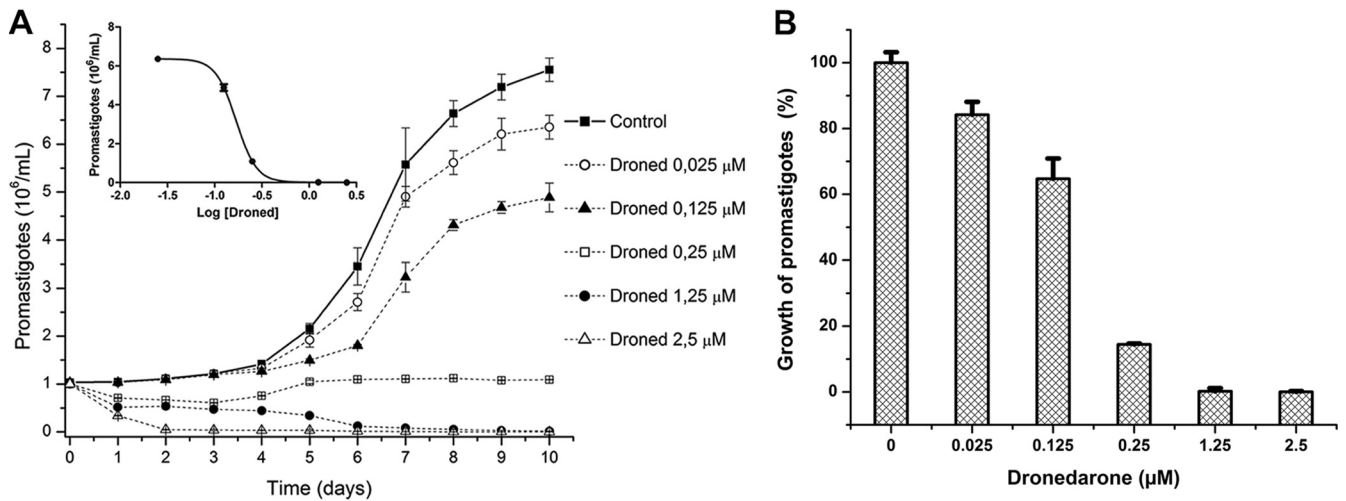 A
Promastigotes (10⁶/mL)
8
7
6
5
4
3
2
1
0
0 1 2 3 4 5 6 7 8 9 10
Time (days)
Promastigotes (10⁶/mL)
8
6
4
2
0
-2.0 -1.5 -1.0 -0.5 0.0 0.5
Log [Droned]
Control
Droned 0,025 μM
Droned 0,125 μM
Droned 0,25 μM
Droned 1,25 μM
Droned 2,5 μM
B
Growth of promastigotes (%)
100
80
60
40
20
0
0 0.025 0.125 0.25 1.25 2.5
Dronedarone (μM)